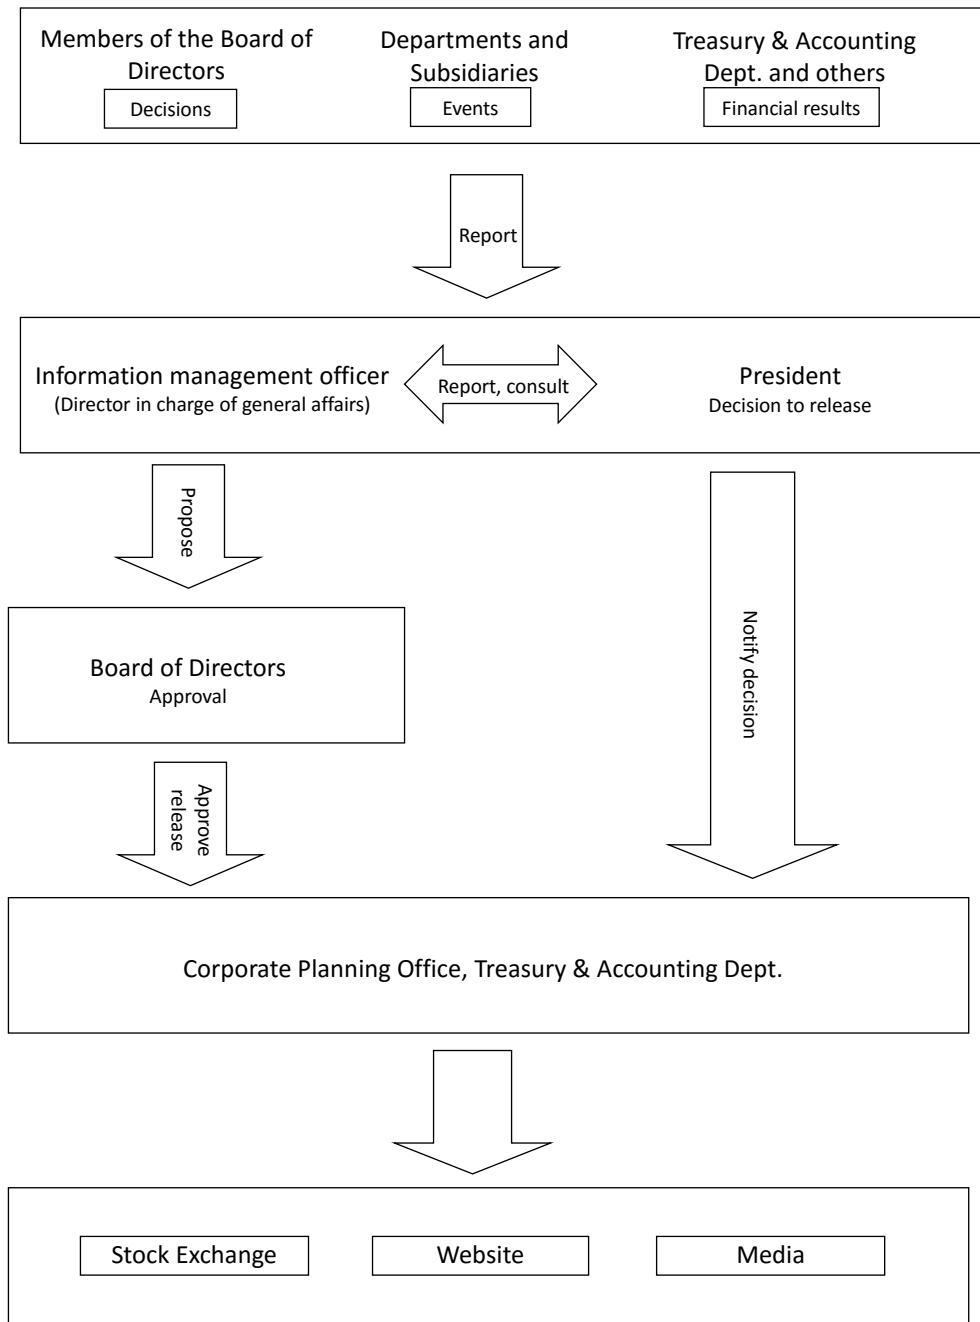 Members of the Board of
Directors
Decisions
Departments and
Subsidiaries
Events
Treasury & Accounting
Dept. and others
Financial results
Report
Information management officer
(Director in charge of general affairs)
Report, consult
President
Decision to release
Propose
Notify decision
Board of Directors
Approval
Approve
release
Corporate Planning Office, Treasury & Accounting Dept.
Stock Exchange
Website
Media